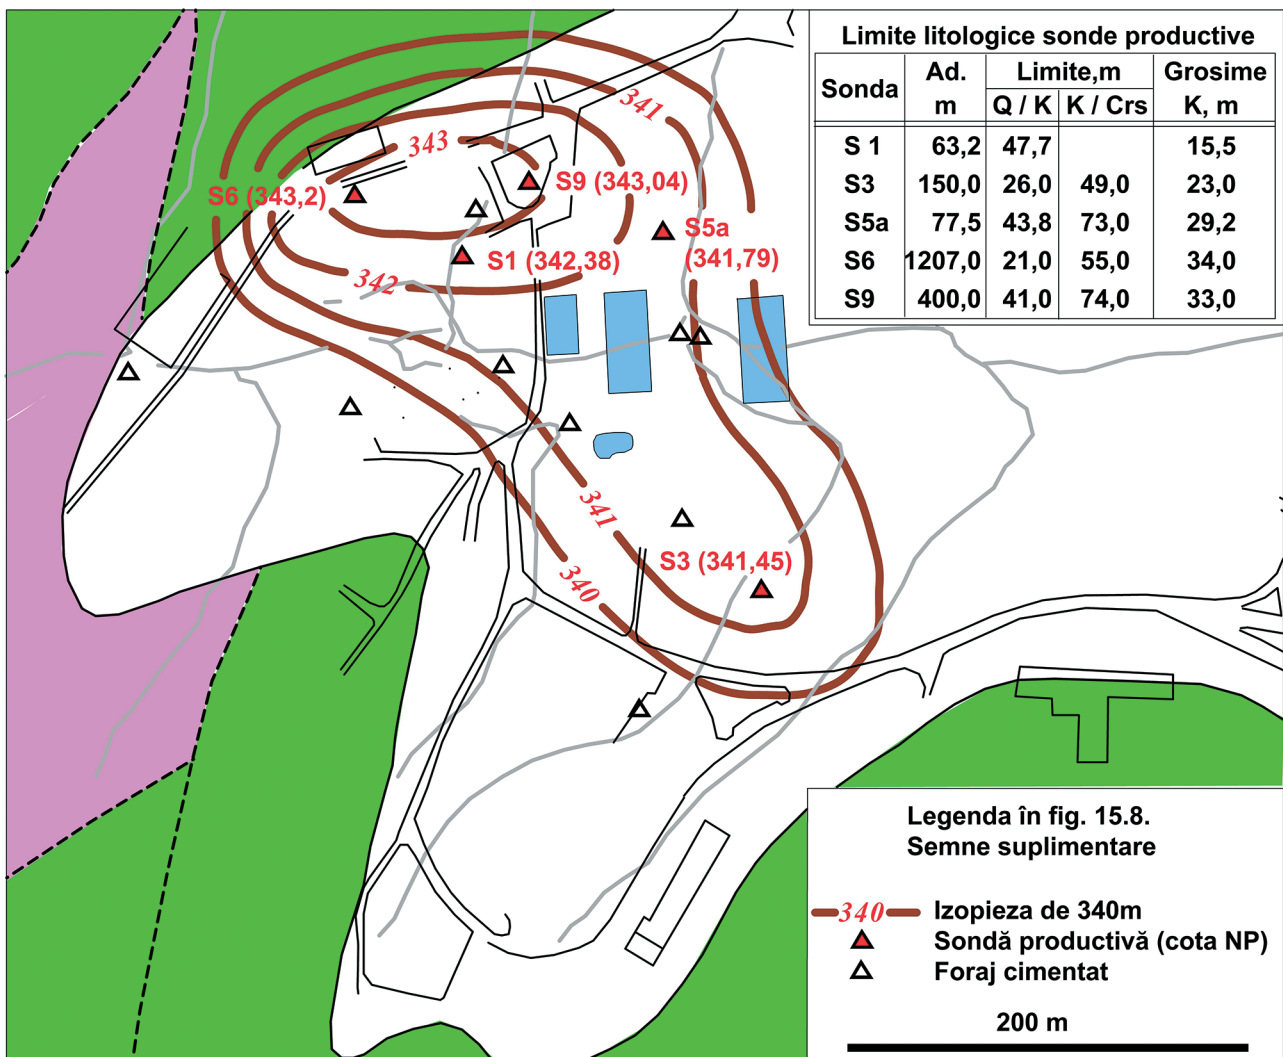 Limite litologice sonde productive
Sonda Ad. m Limite,m Grosime K, m
Q / K K / Crs
S 1 63,2 47,7 15,5
S3 150,0 26,0 49,0 23,0
S5a 77,5 43,8 73,0 29,2
S6 1207,0 21,0 55,0 34,0
S9 400,0 41,0 74,0 33,0
341
343
S6 (343,2)
S9 (343,04)
S5a
(341,79)
S1 (342,38)
342
341
S3 (341,45)
340
Legenda în fig. 15.8.
Semne suplimentare
340 Izopieza de 340m
Sondă productivă (cota NP)
Foraj cimentat
200 m